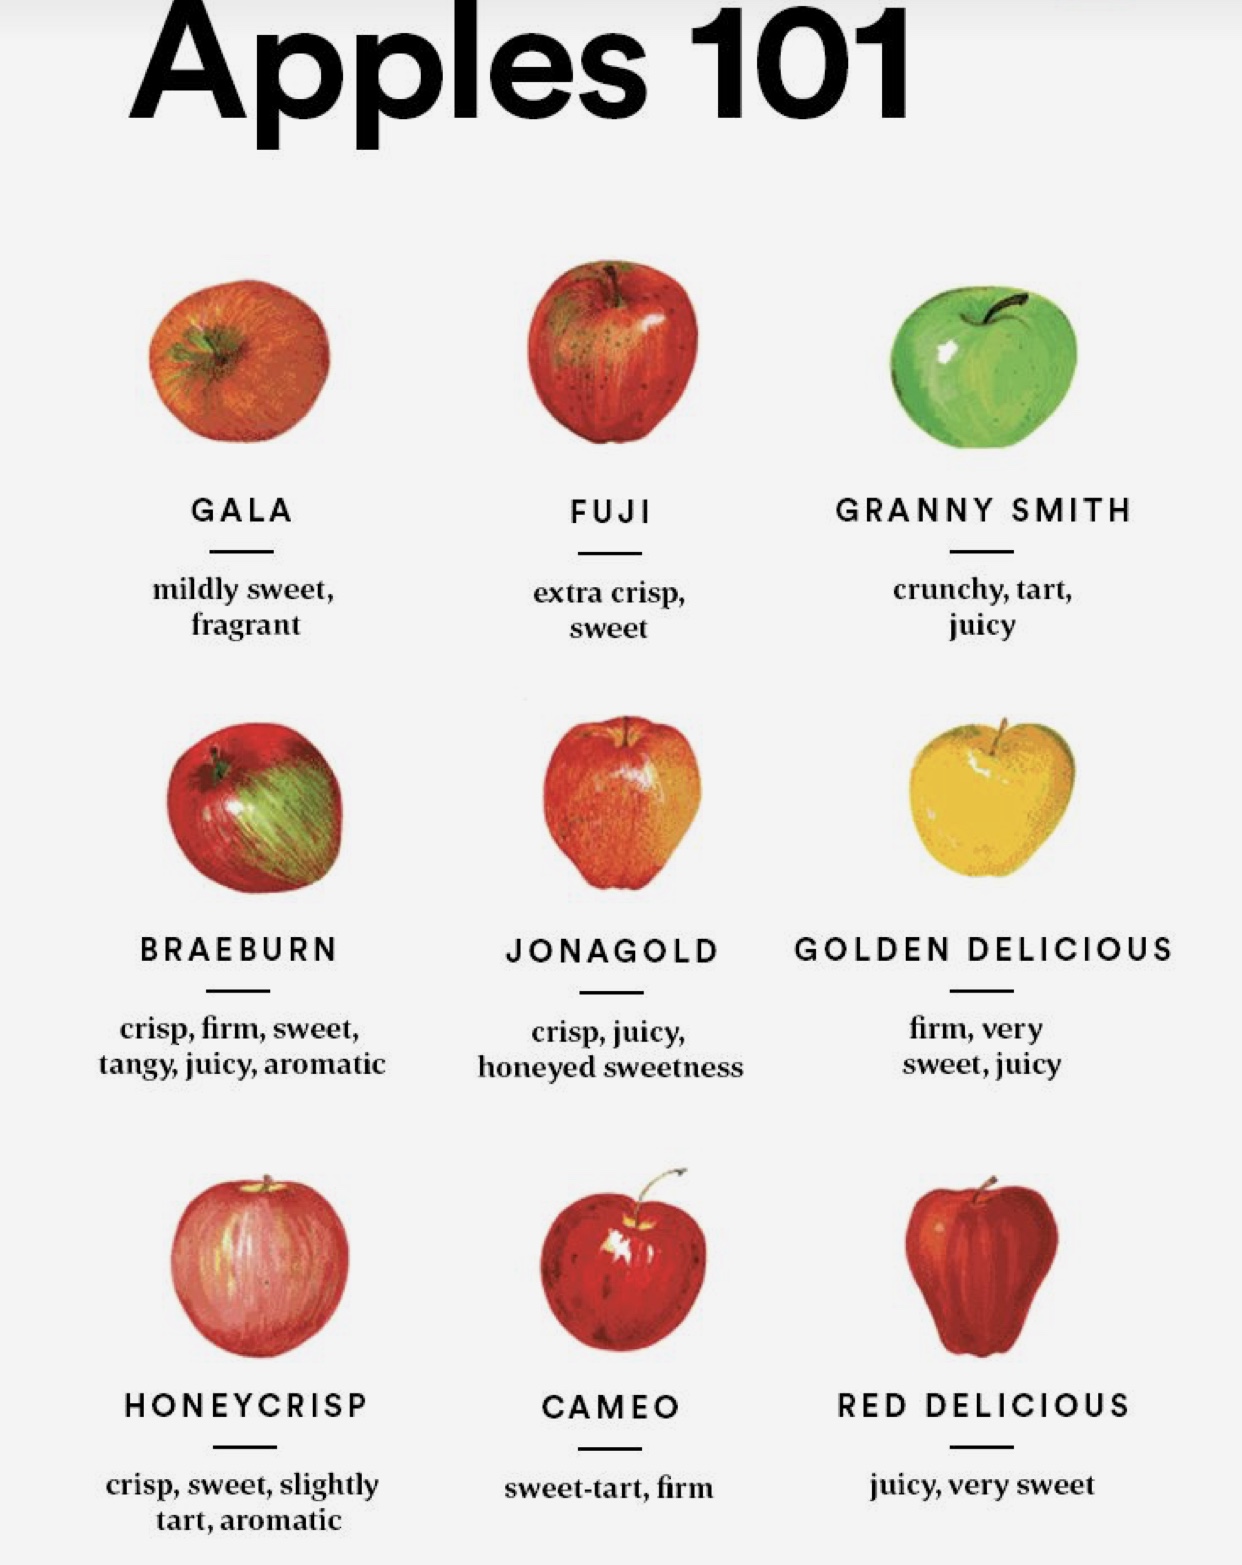 Apples 101
GALA
mildly sweet,
fragrant
FUJI
extra crisp,
sweet
GRANNY SMITH
crunchy, tart,
juicy
BRAEBURN
crisp, firm, sweet,
tangy, juicy, aromatic
JONAGOLD
crisp, juicy,
honeyed sweetness
GOLDEN DELICIOUS
firm, very
sweet, juicy
HONEYCRISP
crisp, sweet, slightly
tart, aromatic
CAMEO
sweet-tart, firm
RED DELICIOUS
juicy, very sweet